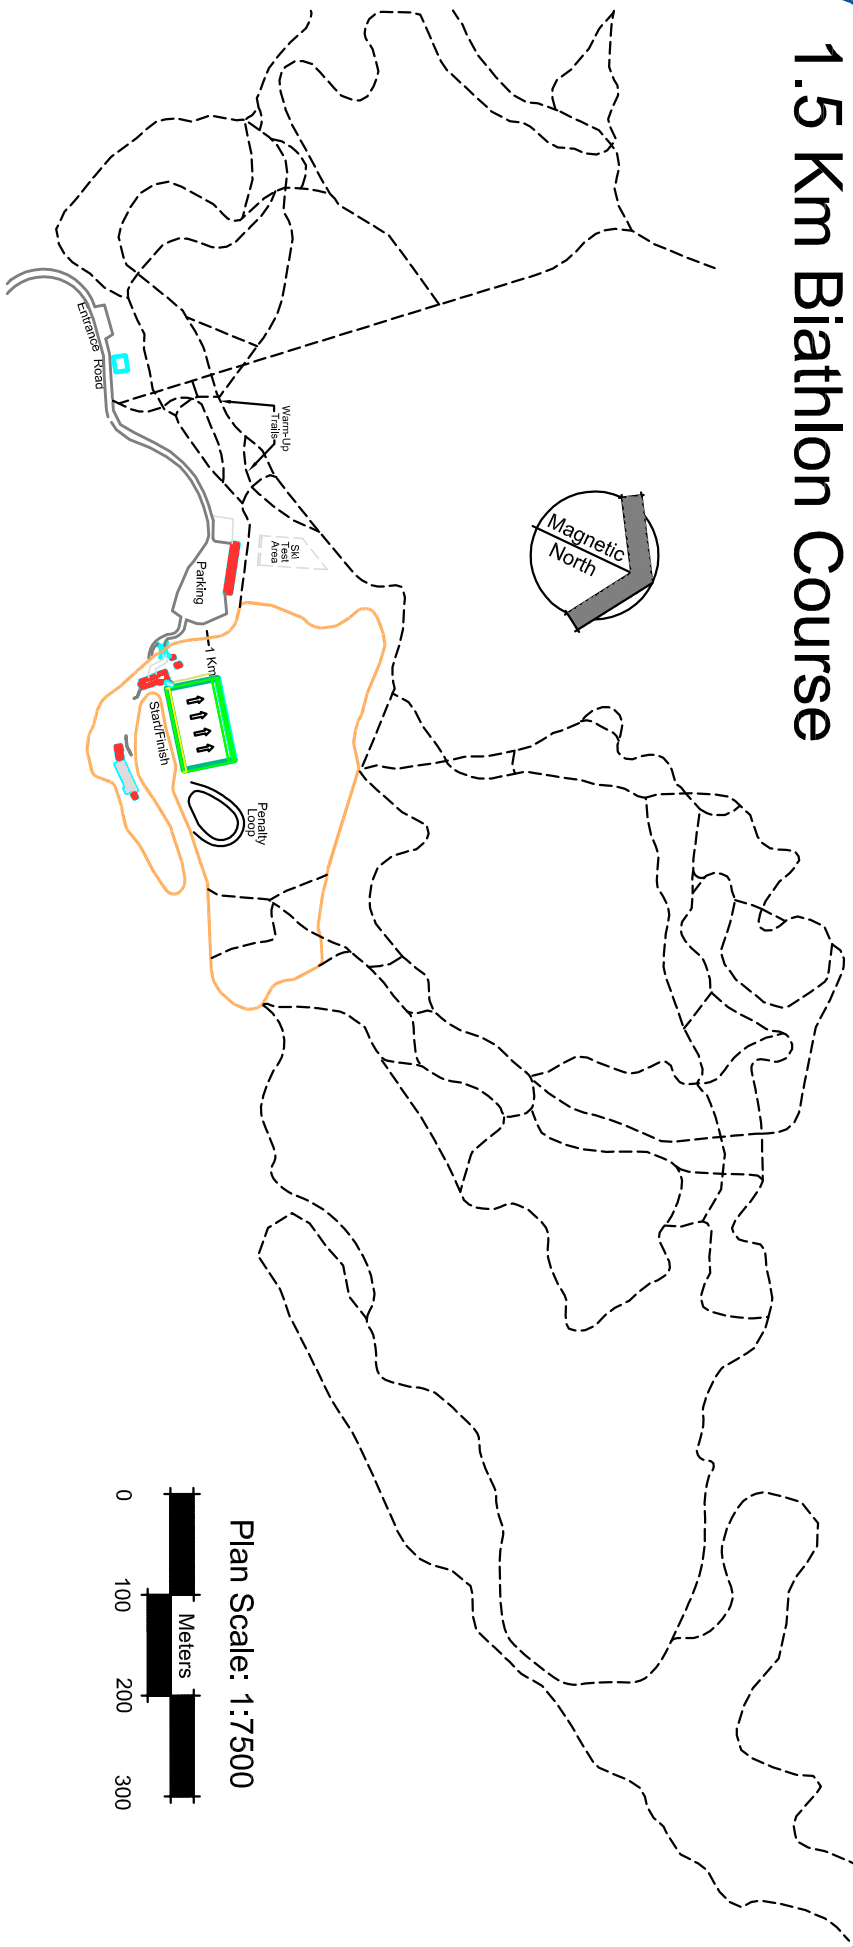 1.5 Km Biathlon Course
Magnetic
North
Warm-Up
Trails
Ski
Test
Area
Entrance Road
Parking
1 Km
Start/Finish
Penalty
Loop
Plan Scale: 1:7500
Meters
0 100 200 300